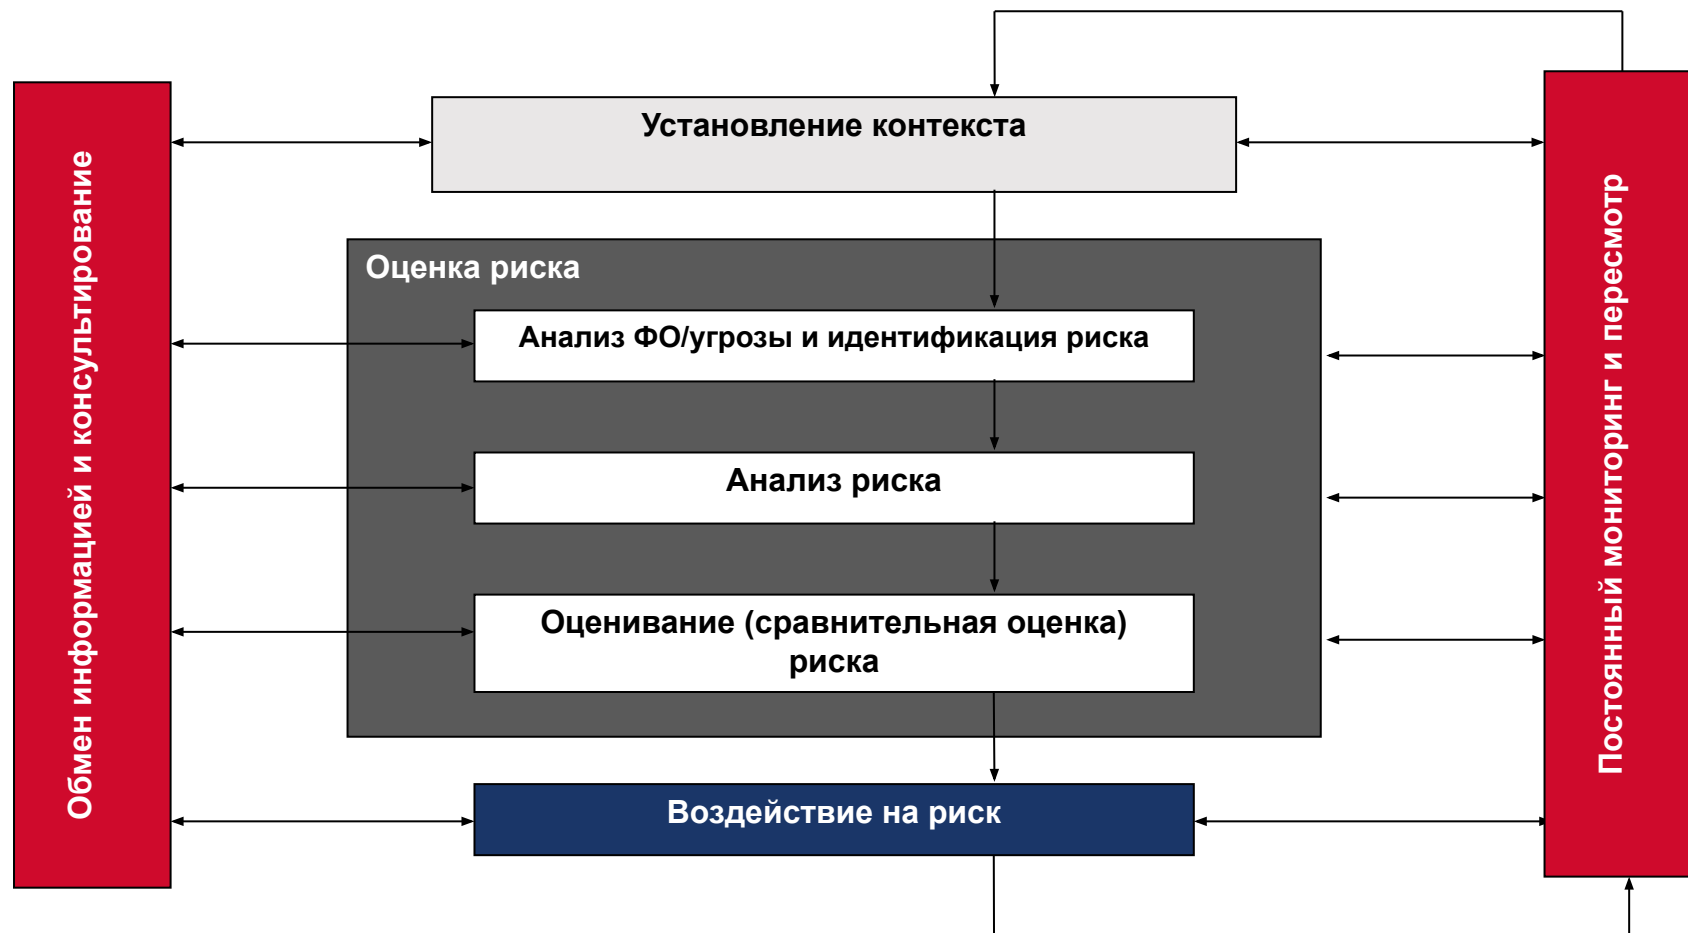 Установление контекста
Обмен информацией и консультирование
Оценка риска
Анализ ФО/угрозы и идентификация риска
Анализ риска
Оценивание (сравнительная оценка)
риска
Воздействие на риск
Постоянный мониторинг и пересмотр